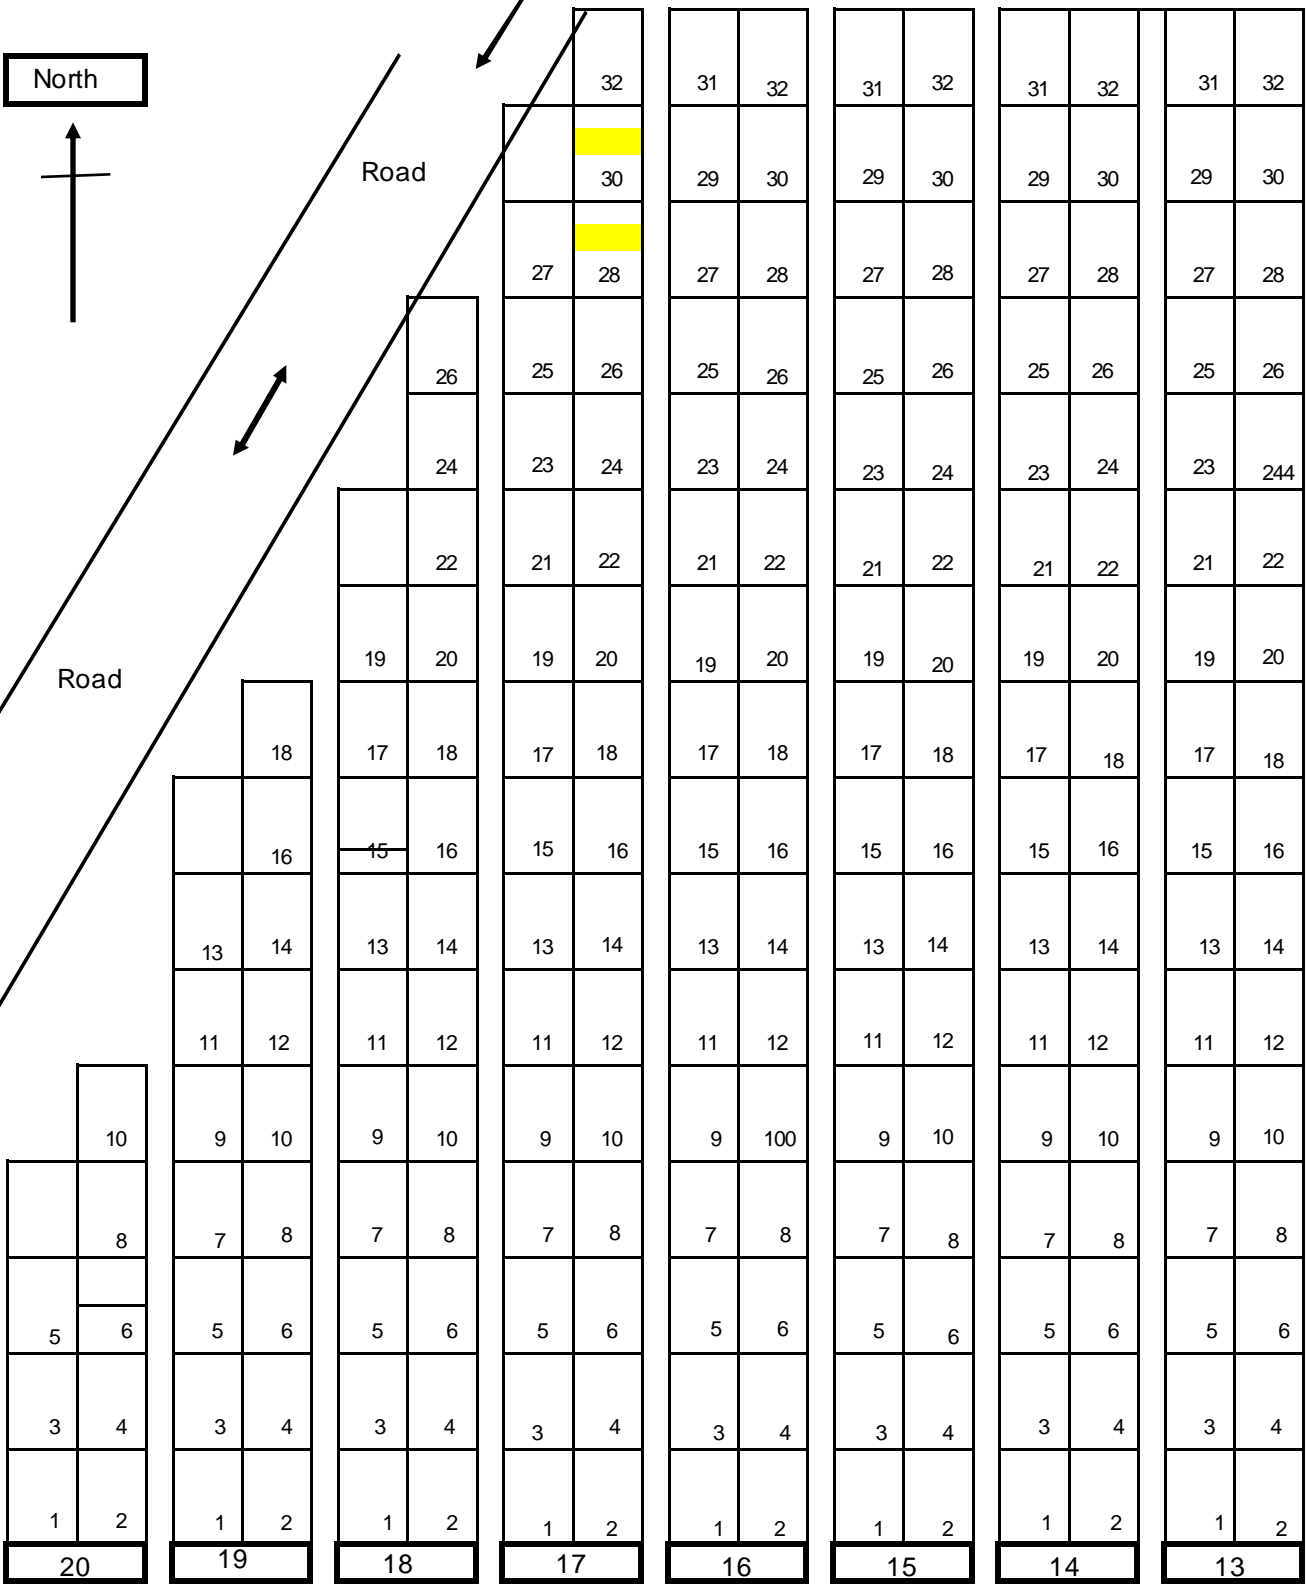 32 31 32 31 32 31 32 31 32
North
Road 30 29 30 29 30 29 30 29 30
27 28 27 28 27 28 27 28 27 28
26 25 26 25 26 25 26 25 26 25 26
24 23 24 23 24 23 24 23 24 23 244
22 21 22 21 22 21 22 21 22 21 22
19 20 19 20 19 20 19 20 19 20 19 20
Road
18 17 18 17 18 17 18 17 18 17 18 17 18
16 15 16 15 16 15 16 15 16 15 16 15 16
13 14 13 14 13 14 13 14 13 14 13 14 13 14
11 12 11 12 11 12 11 12 11 12 11 12 11 12
10 9 10 9 10 9 10 9 100 9 10 9 10 9 10
8 7 8 7 8 7 8 7 8 7 8 7 8 7 8
5 6 5 6 5 6 5 6 5 6 5 6 5 6 5 6
3 4 3 4 3 4 3 4 3 4 3 4 3 4 3 4
1 2 1 2 1 2 1 2 1 2 1 2 1 2 1 2
20 19 18 17 16 15 14 13